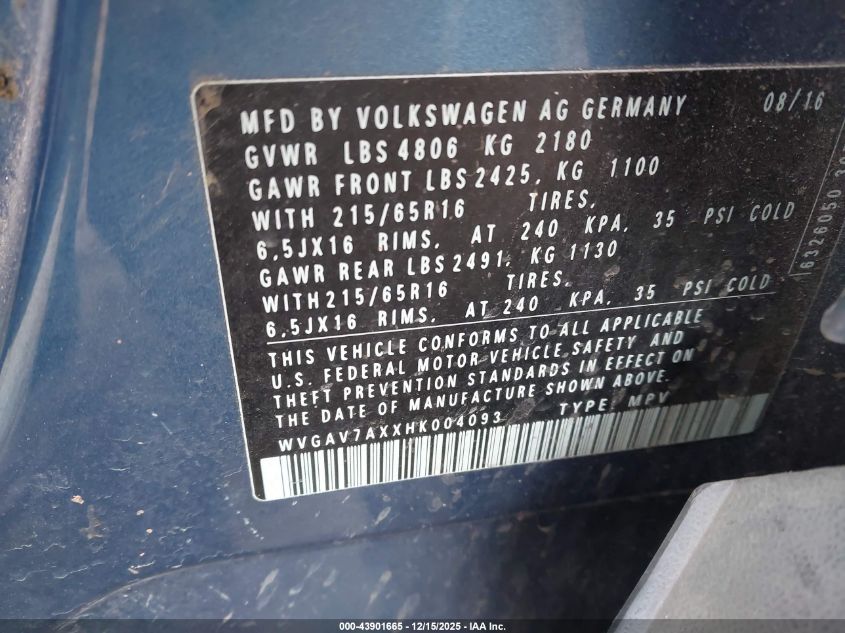 MFD BY VOLKSWAGEN AG GERMANY 08/16
GVWR LBS 4806 KG 2180
GAWR FRONT LBS 2425, KG 1100
WITH 215/65R16 TIRES,
6,5JX16 RIMS, AT 240 KPA, 35 PSI COLD
GAWR REAR LBS 2491, KG 1130
WITH 215/65R16 TIRES,
6,5JX16 RIMS, AT 240 KPA, 35 PSI COLD
THIS VEHICLE CONFORMS TO ALL APPLICABLE
U.S. FEDERAL MOTOR VEHICLE SAFETY AND
THEFT PREVENTION STANDARDS IN EFFECT ON
THE DATE OF MANUFACTURE SHOWN ABOVE.
WVGAV7AXXHK004093 TYPE: MPV
6326050
000-43901665 - 12/15/2025 - IAA Inc.